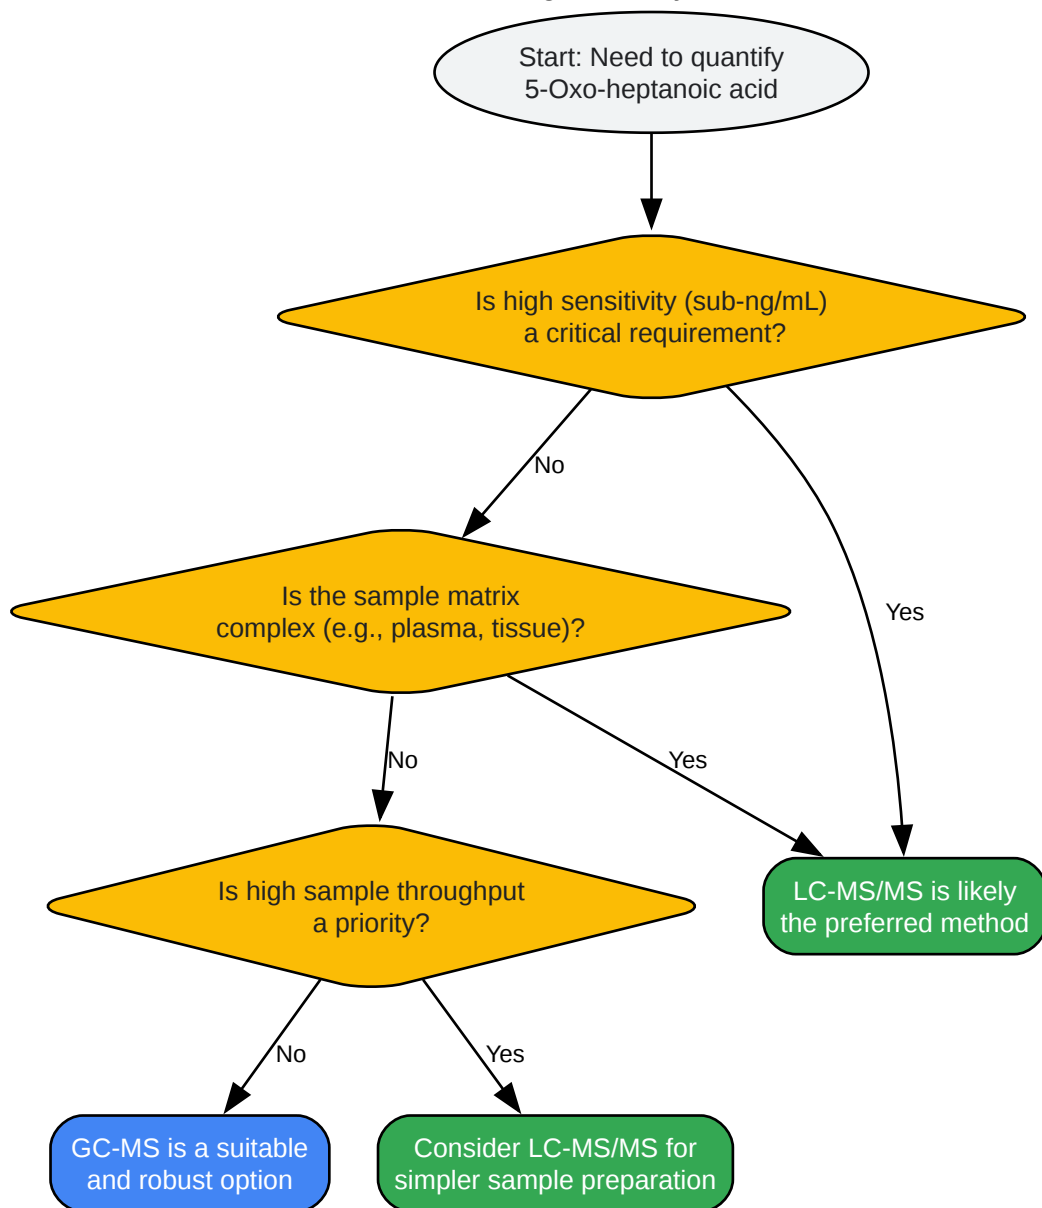 Start: Need to quantify
5-Oxo-heptanoic acid
Is high sensitivity (sub-ng/mL)
a critical requirement?
No
Yes
Is the sample matrix
complex (e.g., plasma, tissue)?
No
Yes
Is high sample throughput
a priority?
LC-MS/MS is likely
the preferred method
No
Yes
GC-MS is a suitable
and robust option
Consider LC-MS/MS for
simpler sample preparation